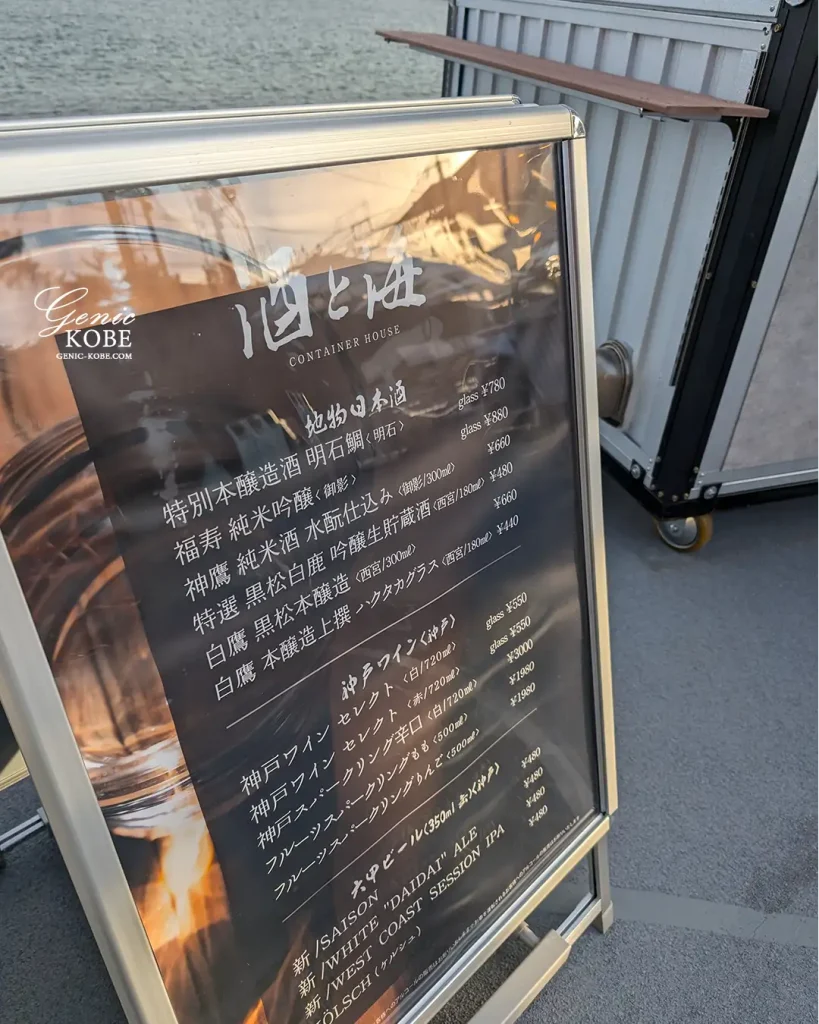 Genic
KOBE
GENIC-KOBE.COM
酒と海
CONTAINER HOUSE
地物日本酒
特別本醸造酒 明石鯛〈明石〉 glass ¥780
福寿 純米吟醸〈御影〉 glass ¥880
神鷹 純米酒 水酛仕込み〈御影/300㎖〉 ¥660
特選 黒松白鹿 吟醸生貯蔵酒〈西宮/180㎖〉 ¥480
白鷹 黒松本醸造〈西宮/300㎖〉 ¥660
白鷹 本醸造上撰 ハクタカグラス〈西宮/180㎖〉 ¥440
神戸ワイン〈神戸〉
神戸ワイン セレクト〈白/720㎖〉 glass ¥550
神戸ワイン セレクト〈赤/720㎖〉 glass ¥550
神戸スパークリング辛口〈白/720㎖〉 ¥3000
フルーツスパークリングもも〈500㎖〉 ¥1980
フルーツスパークリングりんご〈500㎖〉 ¥1980
六甲ビール〈350ml 缶〉〈神戸〉
新/SAISON ¥480
新/WHITE "DAIDAI" ALE ¥480
新/WEST COAST SESSION IPA ¥480
KÖLSCH（ケルシュ） ¥480